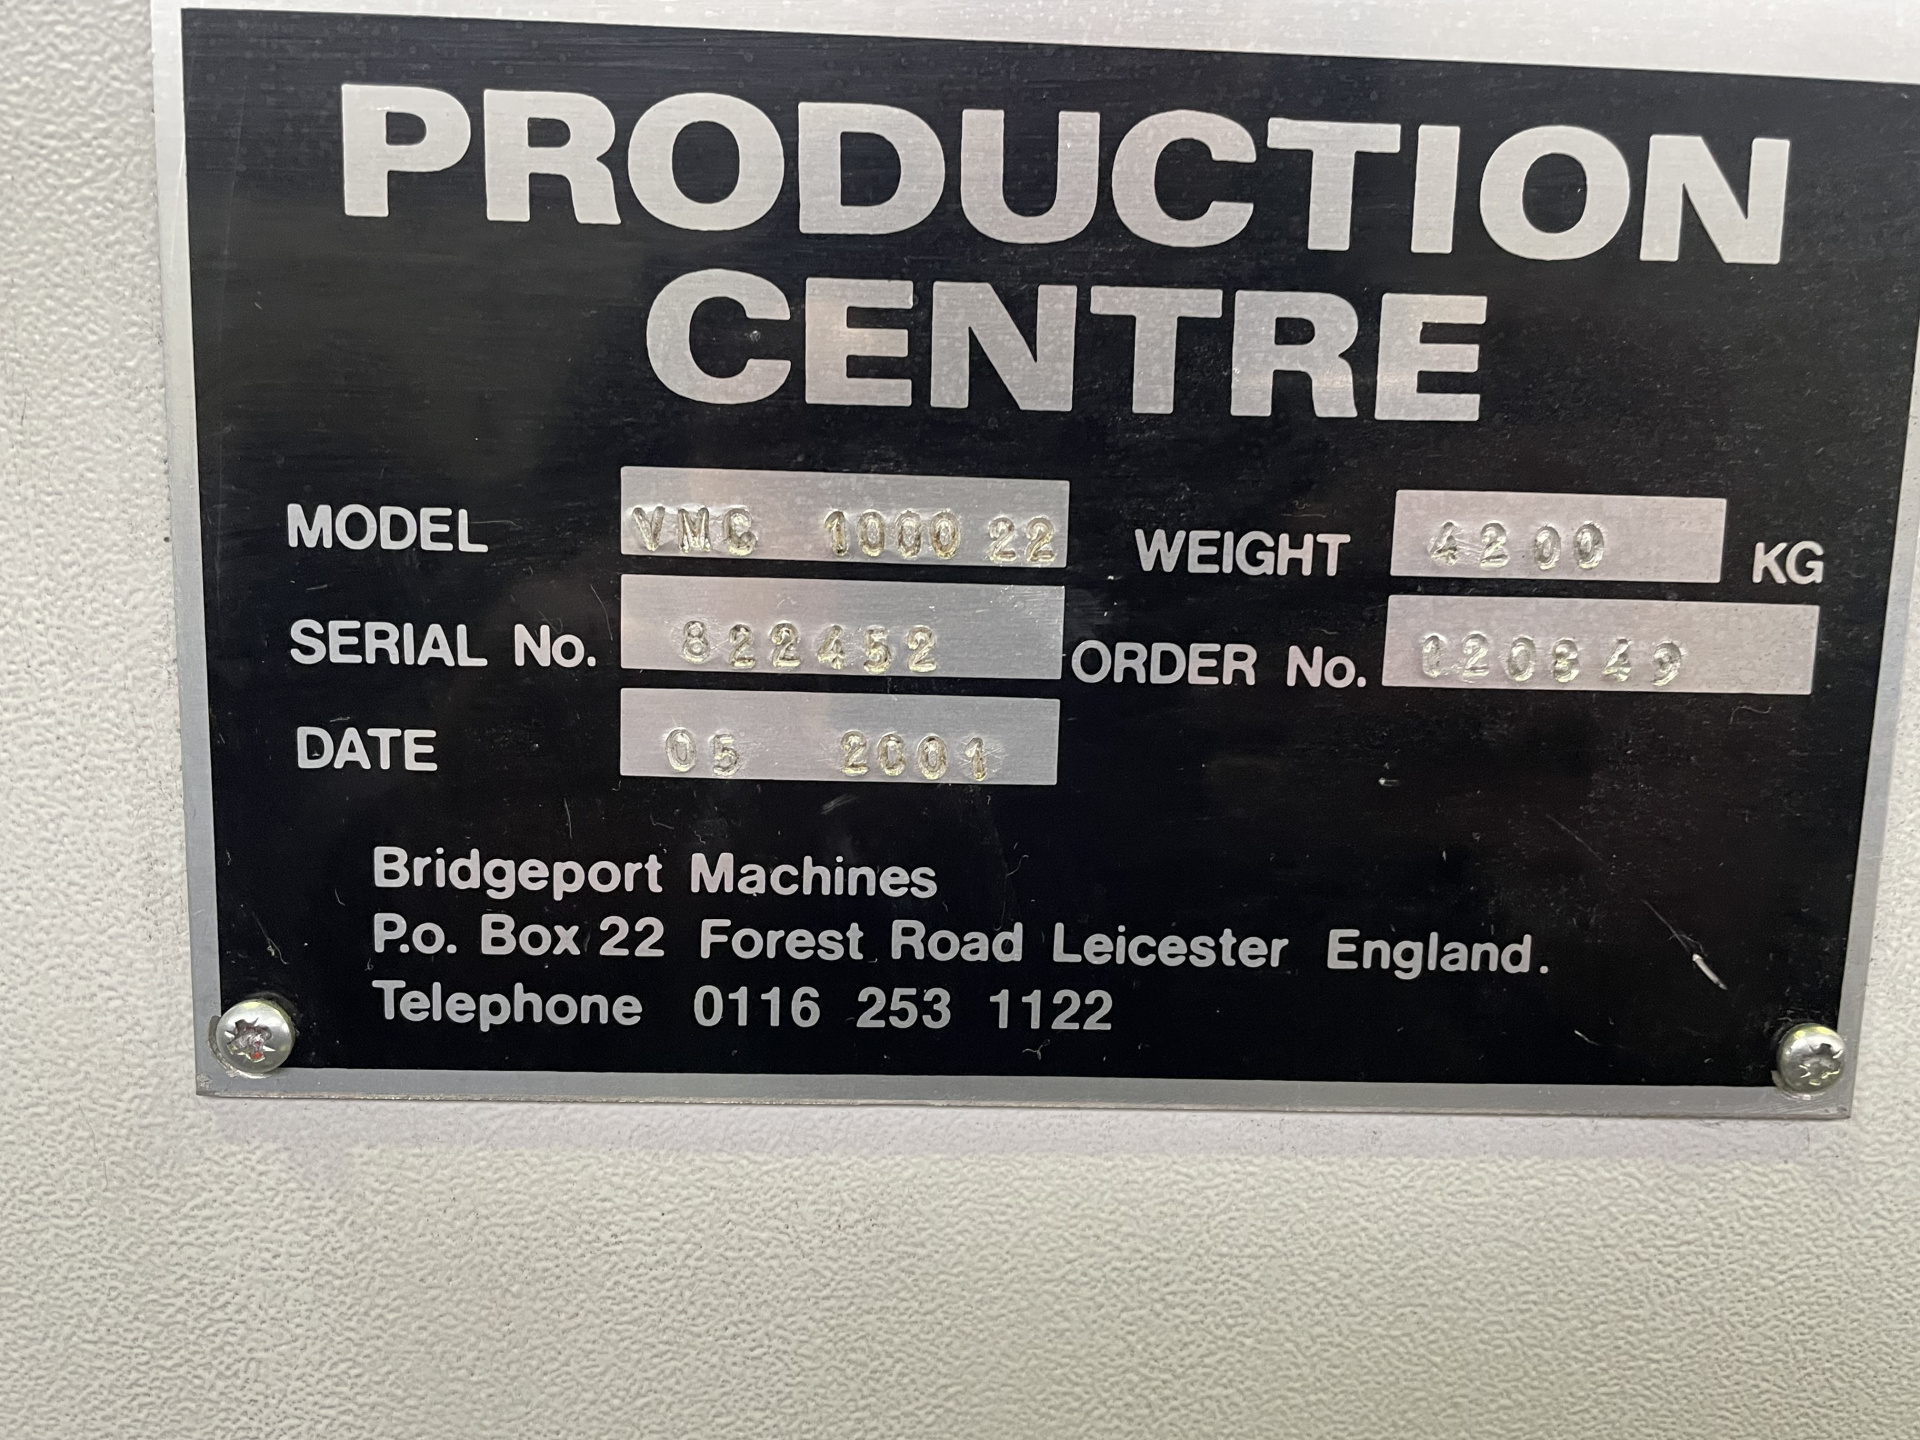 PRODUCTION
CENTRE
MODEL VMC 1000 22 WEIGHT 4200 KG
SERIAL No. 822452 ORDER No. 120849
DATE 05 2001
Bridgeport Machines
P.o. Box 22 Forest Road Leicester England.
Telephone 0116 253 1122